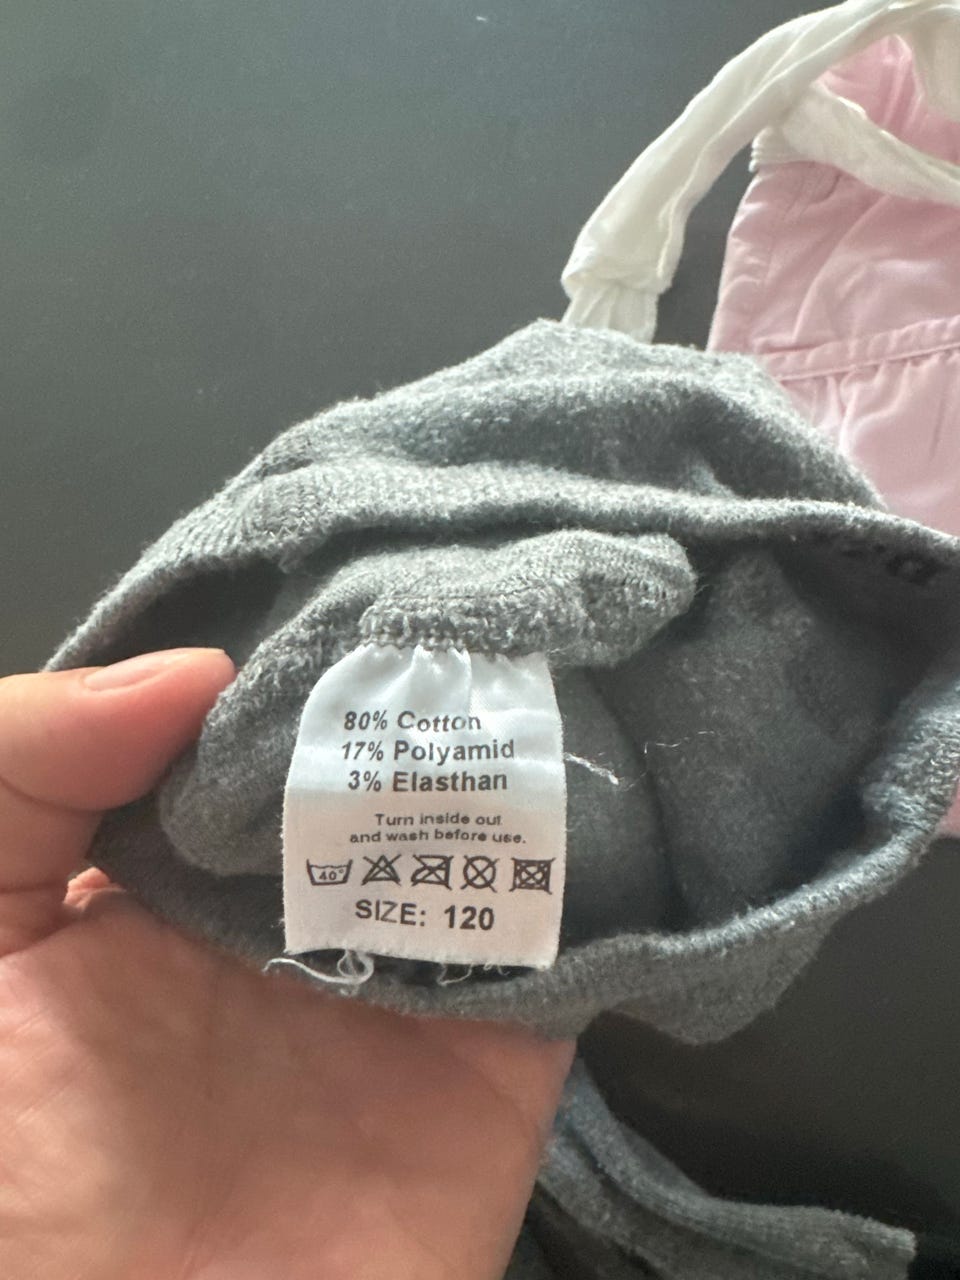 80% Cotton
17% Polyamid
3% Elasthan
Turn inside out
and wash before use.
40°
SIZE: 120